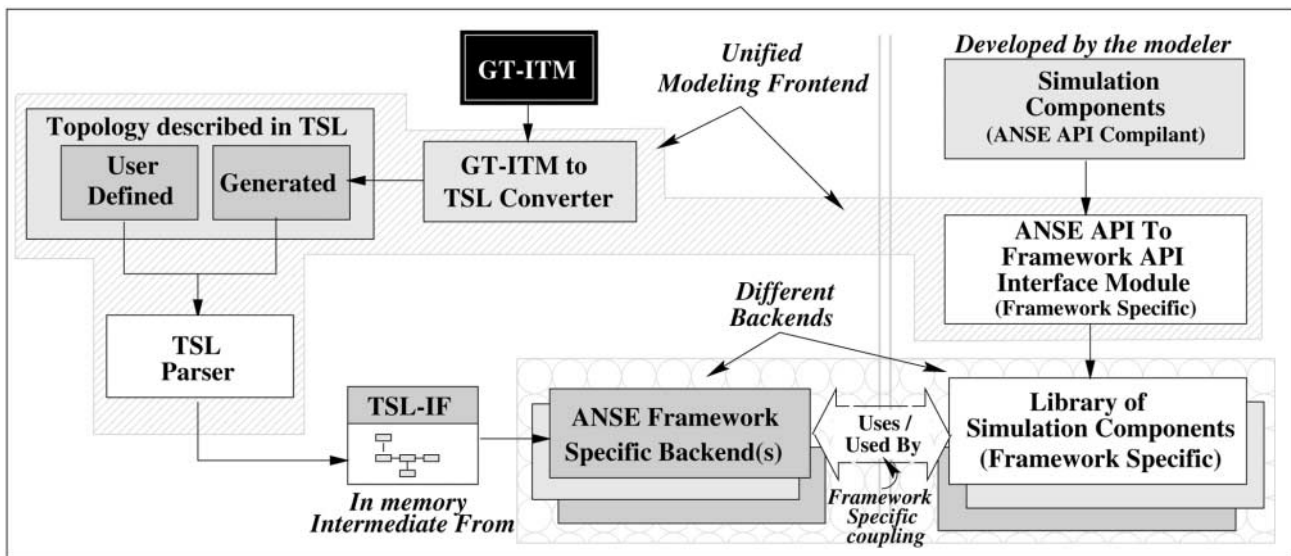 GT-ITM
Unified
Modeling Frontend
Developed by the modeler
Simulation
Components
(ANSE API Compilant)
Topology described in TSL
User
Defined
Generated
GT-ITM to
TSL Converter
ANSE API To
Framework API
Interface Module
(Framework Specific)
Different
Backends
TSL
Parser
TSL-IF
In memory
Intermediate From
ANSE Framework
Specific Backend(s)
Uses /
Used By
Framework
Specific
coupling
Library of
Simulation Components
(Framework Specific)